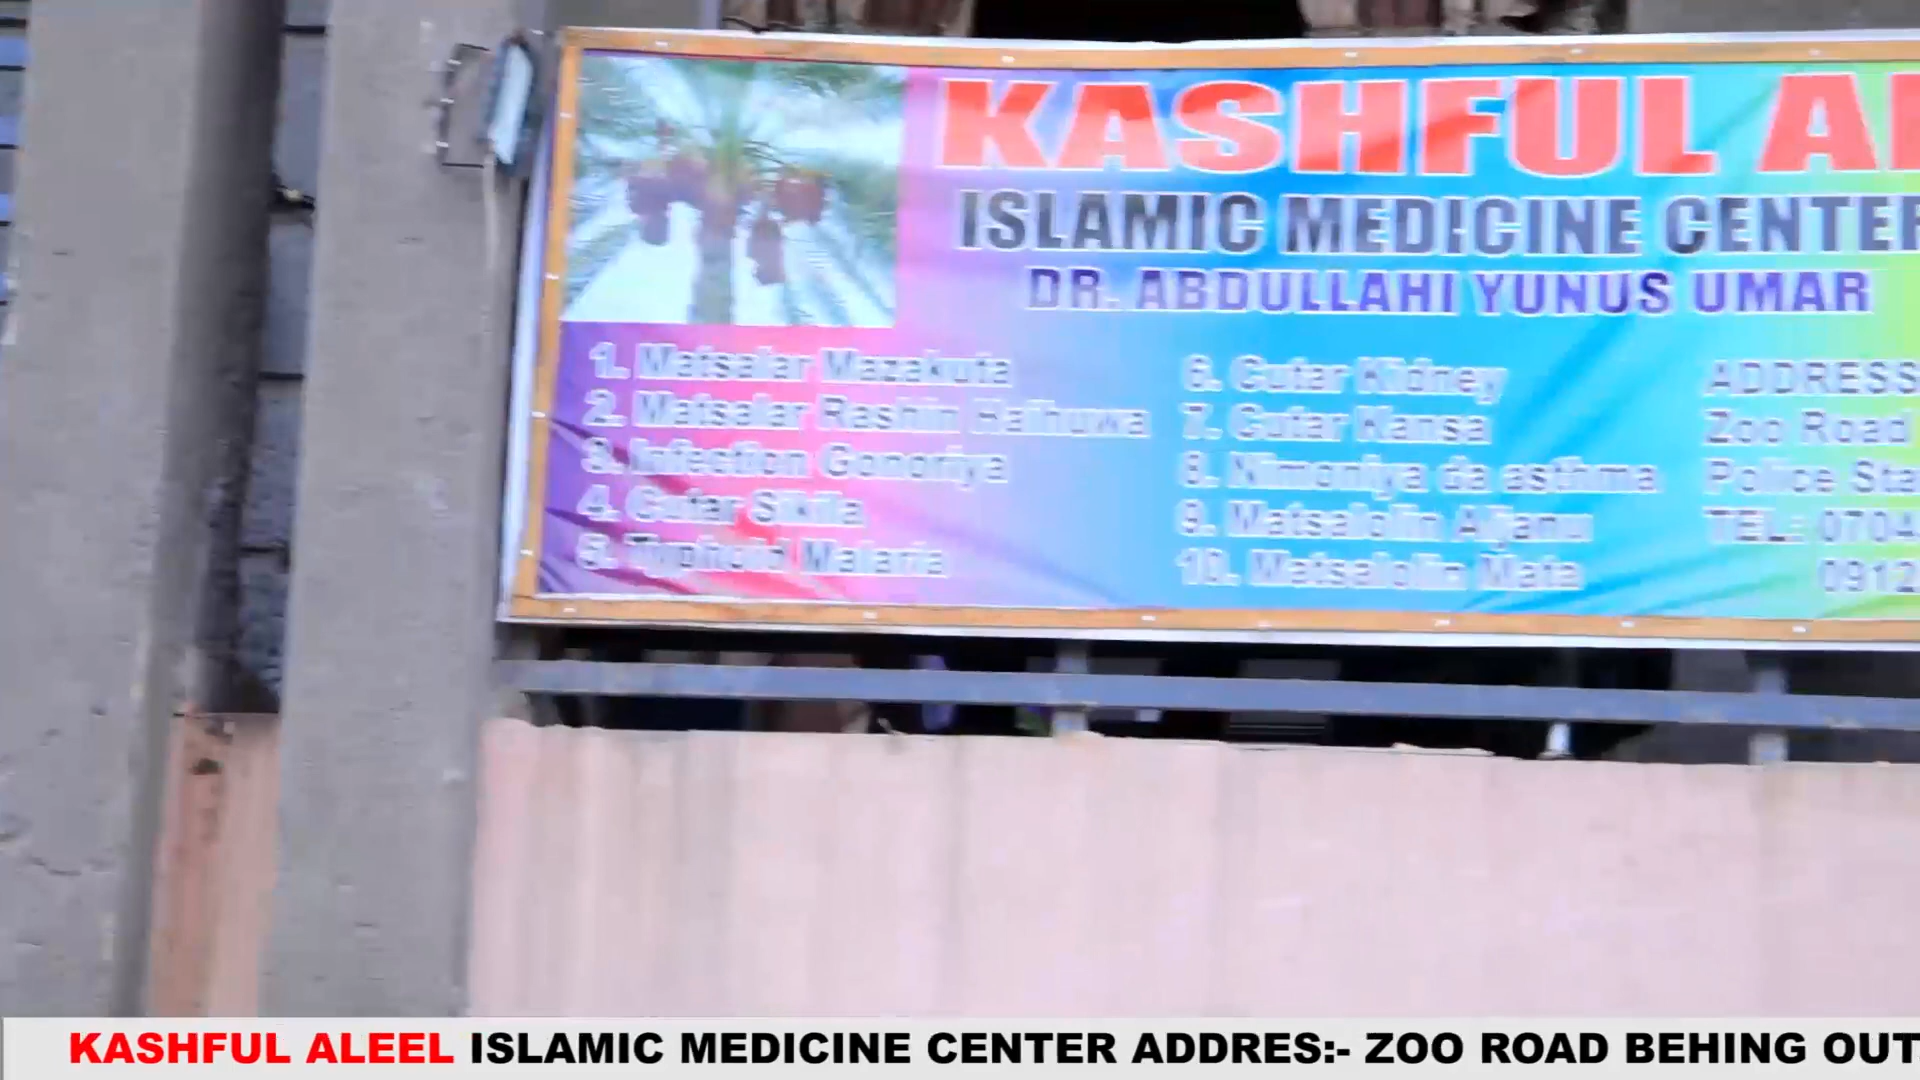 KASHFUL AL
ISLAMIC MEDICINE CENTER
DR. ABDULLAHI YUNUS UMAR
1. Matsalar Mazakuta
2. Matsalar Rashin Haihuwa
3. Infection Gonoriya
4. Cutar Sikila
5. Typhoid Malaria
6. Cutar Kidney
7. Cutar Kansa
8. Nimoniya da asthma
9. Matsalolin Aljanu
10. Matsalolin Mata
ADDRESS
Zoo Road
Police Sta
TEL: 0704
0912
KASHFUL ALEEL ISLAMIC MEDICINE CENTER ADDRES:- ZOO ROAD BEHING OUT